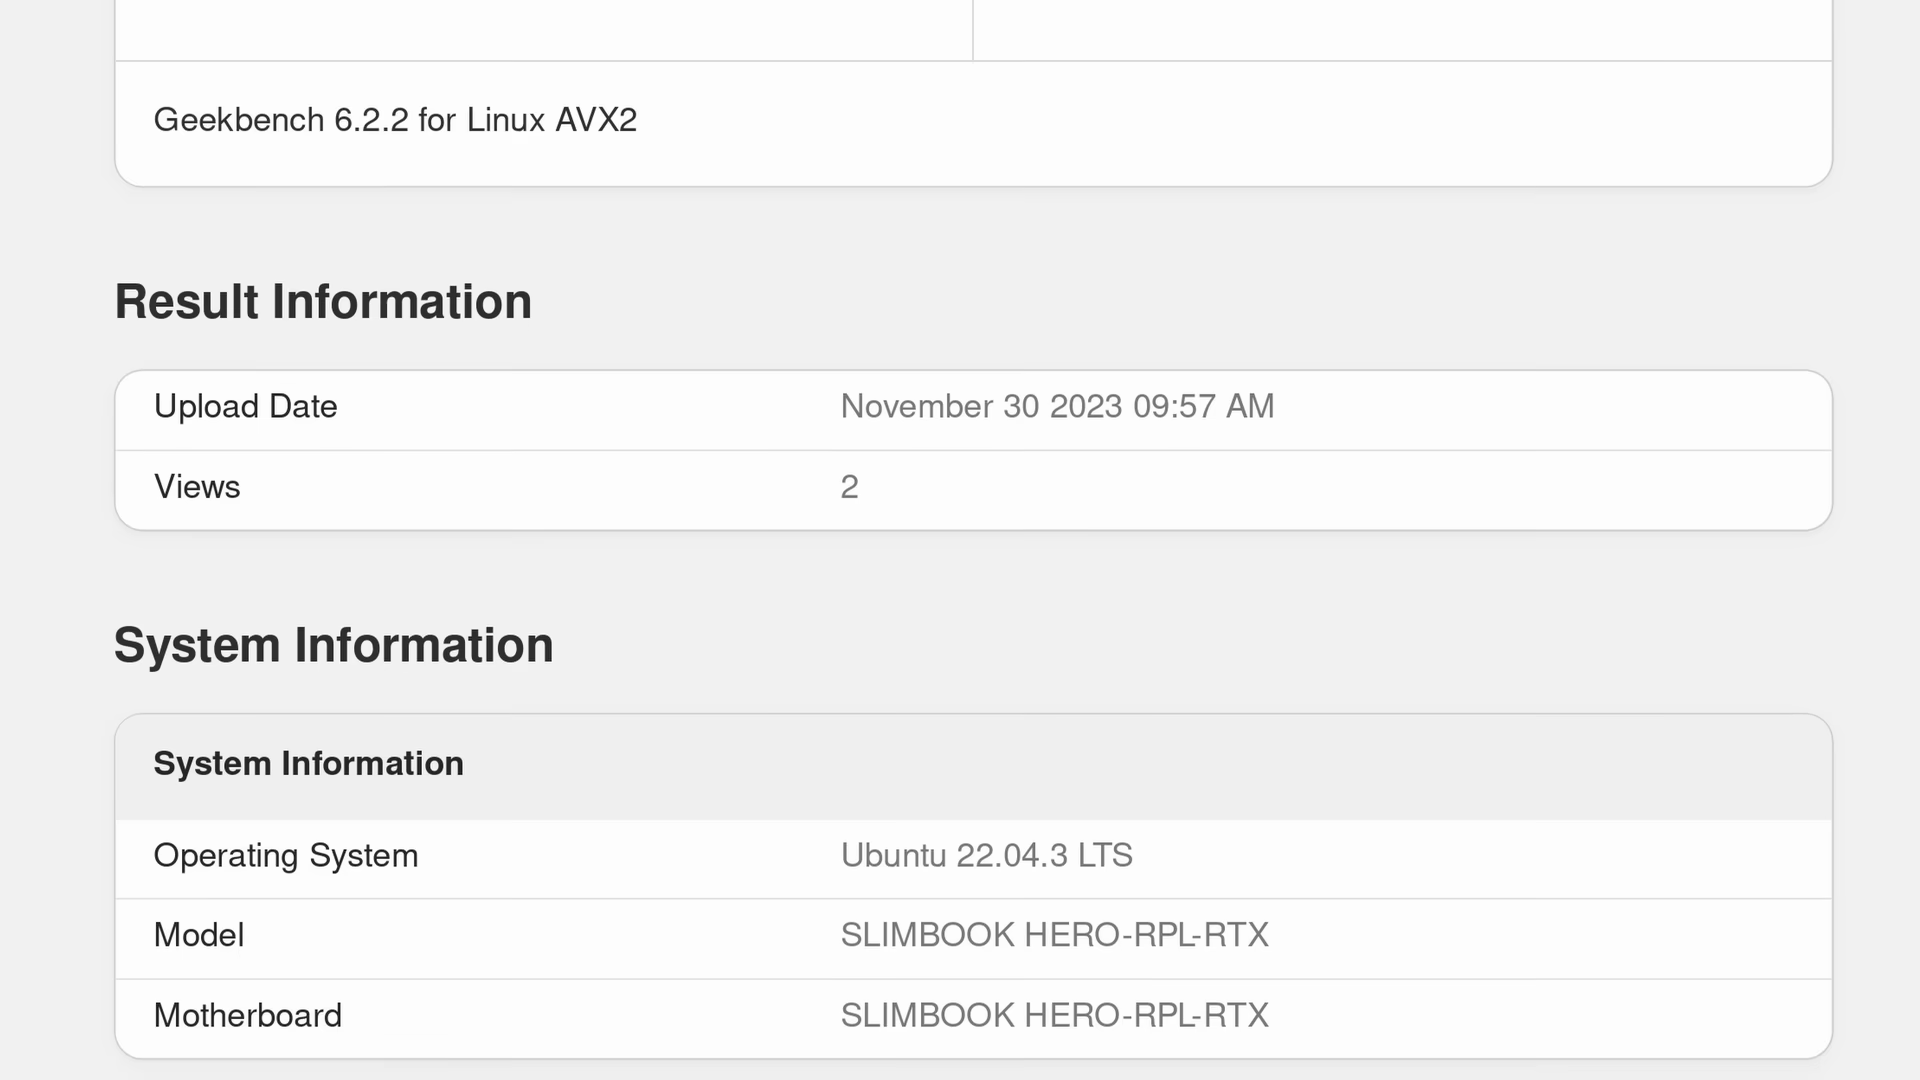 Geekbench 6.2.2 for Linux AVX2
Result Information
Upload Date November 30 2023 09:57 AM
Views 2
System Information
System Information
Operating System Ubuntu 22.04.3 LTS
Model SLIMBOOK HERO-RPL-RTX
Motherboard SLIMBOOK HERO-RPL-RTX